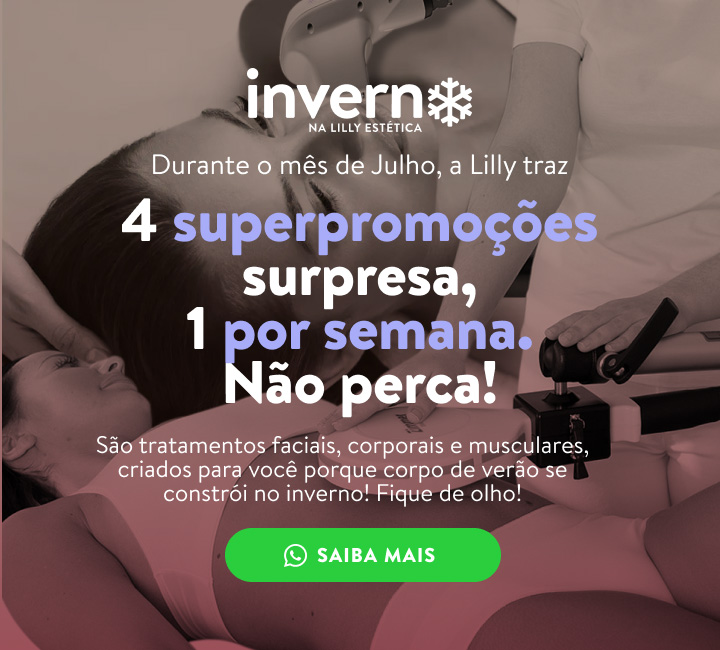 inverno
NA LILLY ESTÉTICA
Durante o mês de Julho, a Lilly traz
4 superpromoções
surpresa,
1 por semana.
Não perca!
São tratamentos faciais, corporais e musculares,
criados para você porque corpo de verão se
constrói no inverno! Fique de olho!
SAIBA MAIS